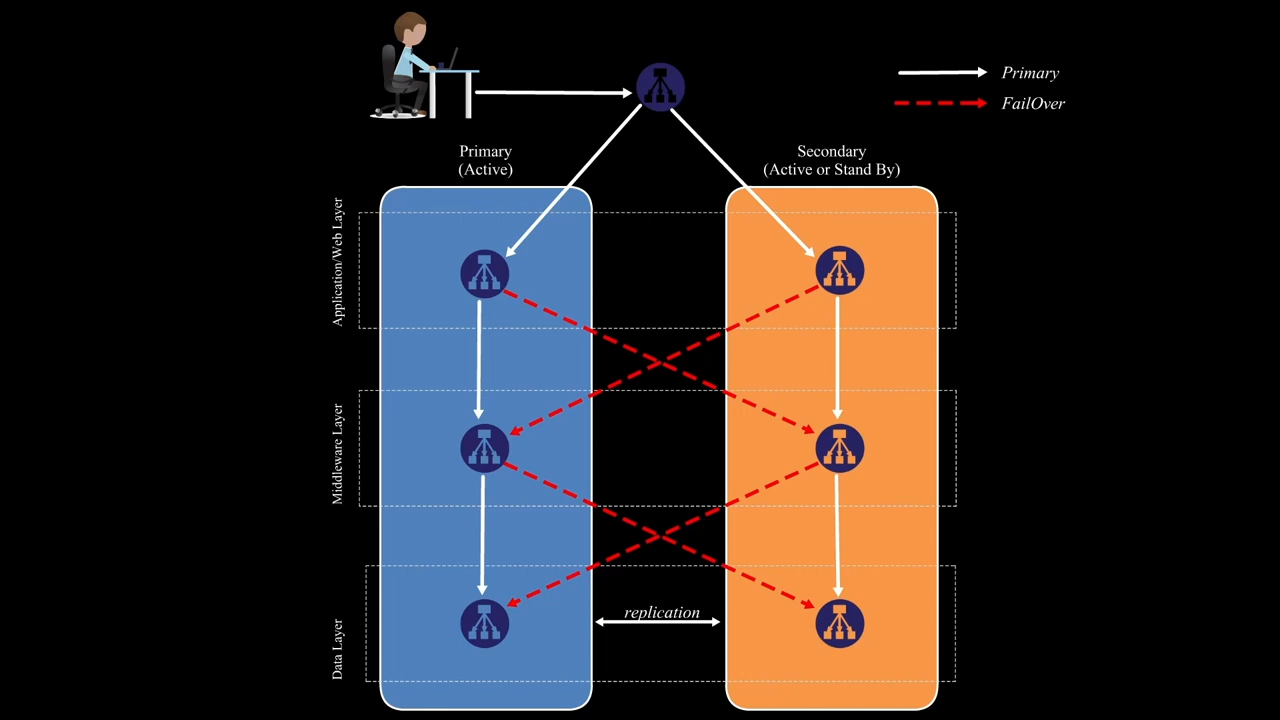 Primary
FailOver
Primary
(Active)
Secondary
(Active or Stand By)
Application/Web Layer
Middleware Layer
Data Layer
replication